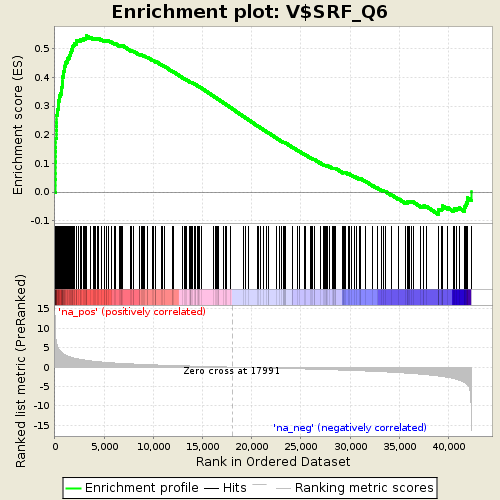 Enrichment plot: V$SRF_Q6
Enrichment score (ES)
0.5
0.4
0.3
0.2
0.1
0.0
-0.1
Ranked list metric (PreRanked)
15
10
5
0
-5
-10
-15
'na_pos' (positively correlated)
Zero cross at 17991
'na_neg' (negatively correlated)
0 5,000 10,000 15,000 20,000 25,000 30,000 35,000 40,000
Rank in Ordered Dataset
Enrichment profile Hits Ranking metric scores